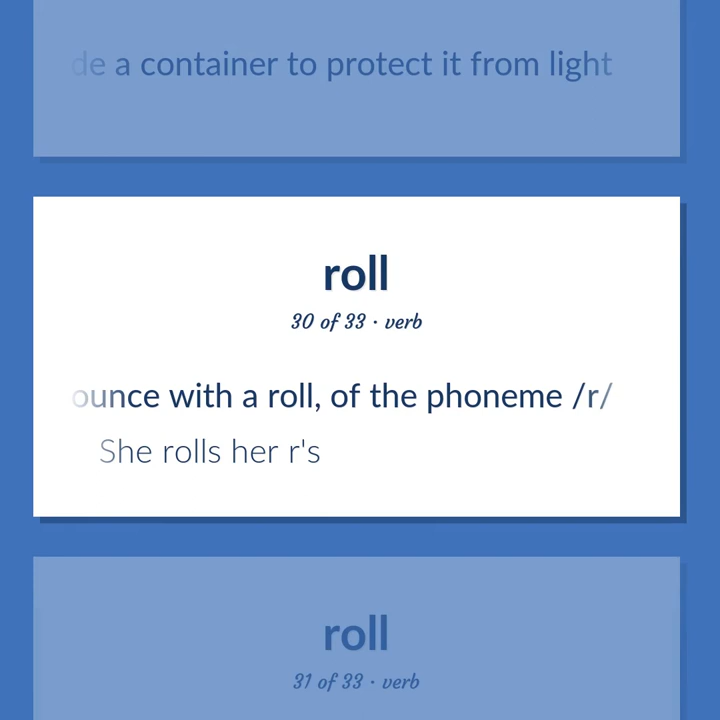 de a container to protect it from light
roll
30 of 33 · verb
ounce with a roll, of the phoneme /r/
She rolls her r's
roll
31 of 33 · verb